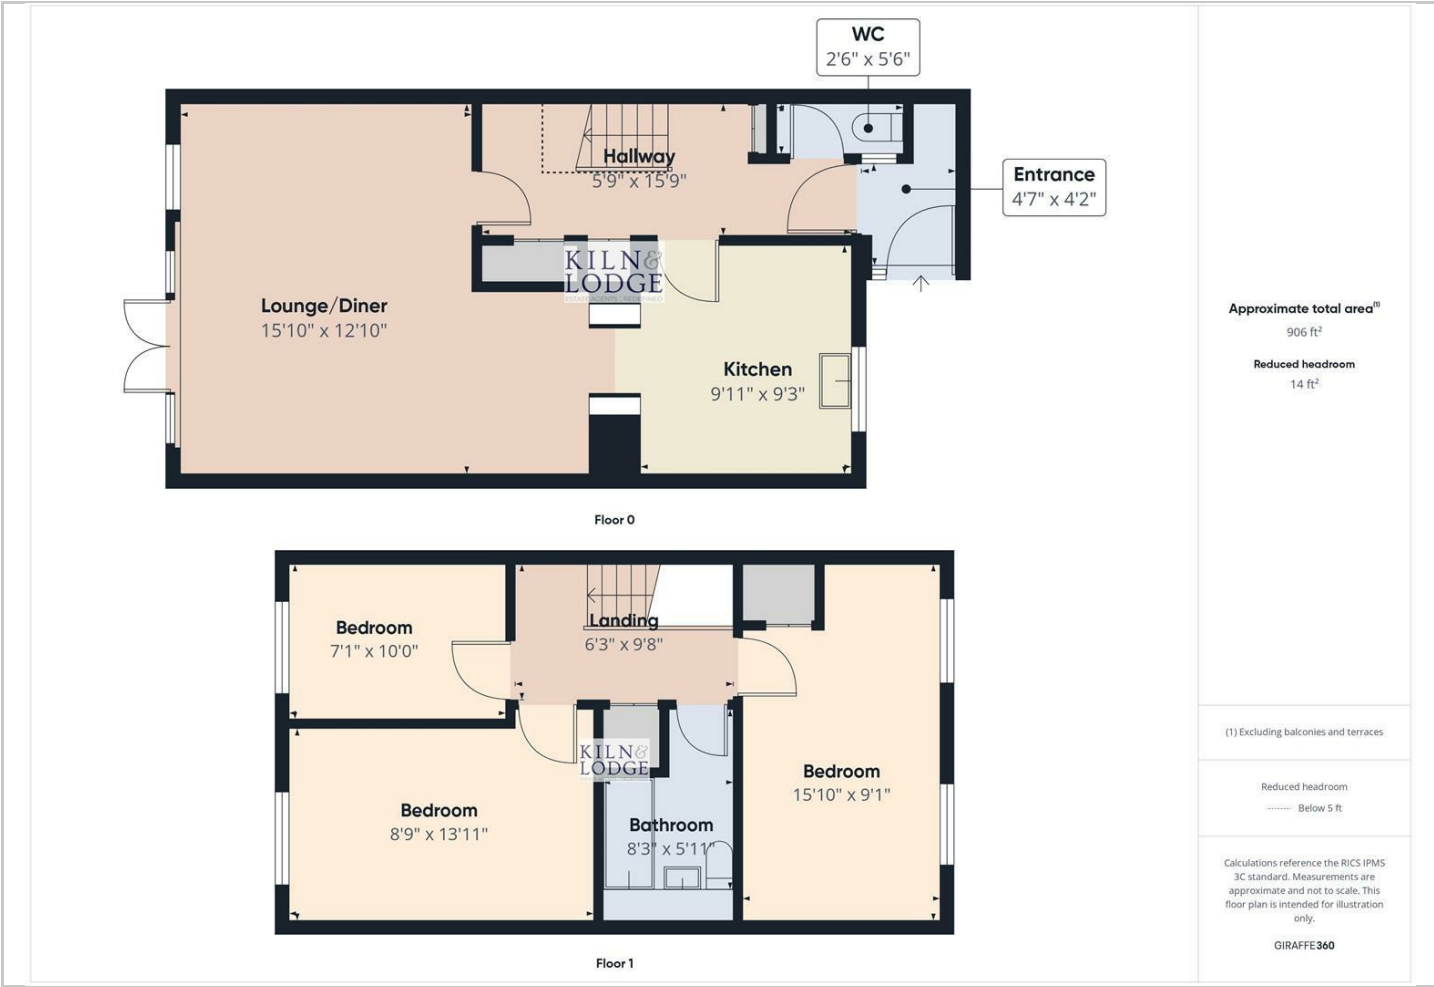 WC
2'6" x 5'6"
Hallway
5'9" x 15'9"
Entrance
4'7" x 4'2"
KILN&
LODGE
ESTATE AGENTS | REDEFINED
Lounge/Diner
15'10" x 12'10"
Kitchen
9'11" x 9'3"
Floor 0
Bedroom
7'1" x 10'0"
Landing
6'3" x 9'8"
KILN&
LODGE
Bedroom
8'9" x 13'11"
Bathroom
8'3" x 5'11"
Bedroom
15'10" x 9'1"
Floor 1
Approximate total area(1)
906 ft²
Reduced headroom
14 ft²
(1) Excluding balconies and terraces
Reduced headroom
Below 5 ft
Calculations reference the RICS IPMS
3C standard. Measurements are
approximate and not to scale. This
floor plan is intended for illustration
only.
GIRAFFE360